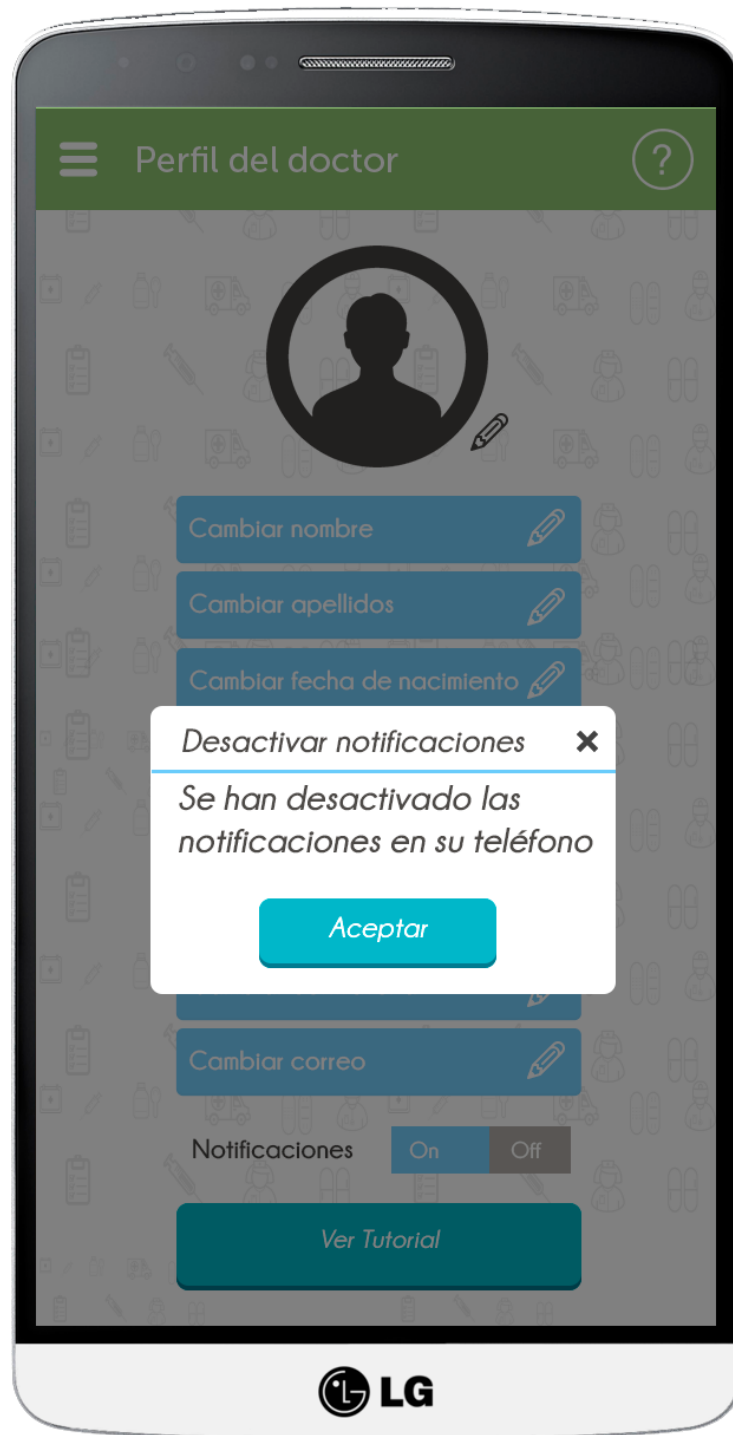 Perfil del doctor
?
Cambiar nombre
Cambiar apellidos
Cambiar fecha de nacimiento
Desactivar notificaciones
Se han desactivado las
notificaciones en su teléfono
Aceptar
Cambiar correo
Notificaciones On Off
Ver Tutorial
LG